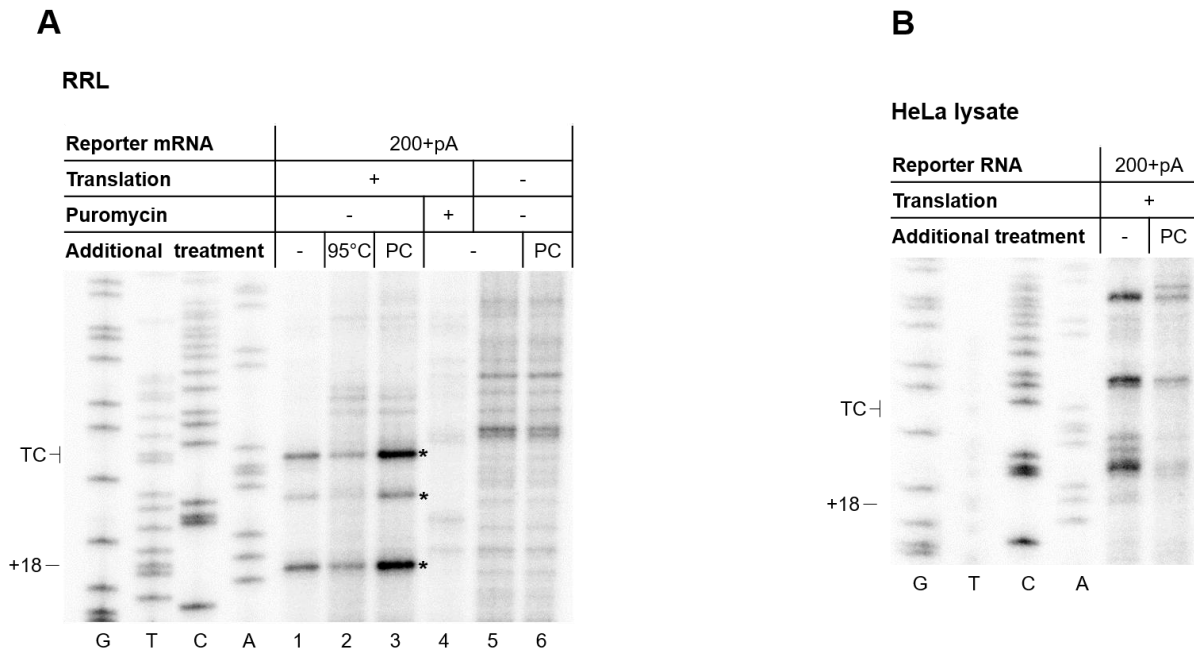 A
RRL
Reporter mRNA 200+pA
Translation + -
Puromycin - + -
Additional treatment - 95°C PC - PC
TC
+18
* * *
G T C A 1 2 3 4 5 6
B
HeLa lysate
Reporter RNA 200+pA
Translation +
Additional treatment - PC
TC
+18
G T C A